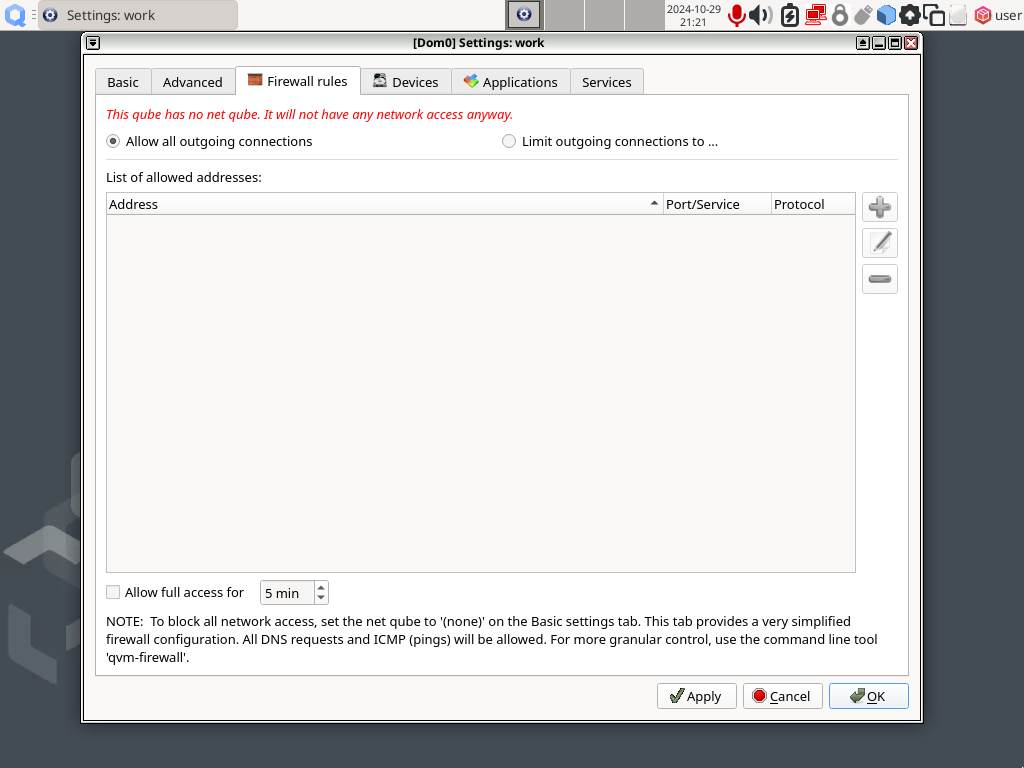 Settings: work
2024-10-29
21:21
user
[Dom0] Settings: work
Basic
Advanced
Firewall rules
Devices
Applications
Services
This qube has no net qube. It will not have any network access anyway.
Allow all outgoing connections
Limit outgoing connections to ...
List of allowed addresses:
Address
Port/Service
Protocol
Allow full access for
5 min
NOTE:  To block all network access, set the net qube to '(none)' on the Basic settings tab. This tab provides a very simplified
firewall configuration. All DNS requests and ICMP (pings) will be allowed. For more granular control, use the command line tool
'qvm-firewall'.
Apply
Cancel
OK